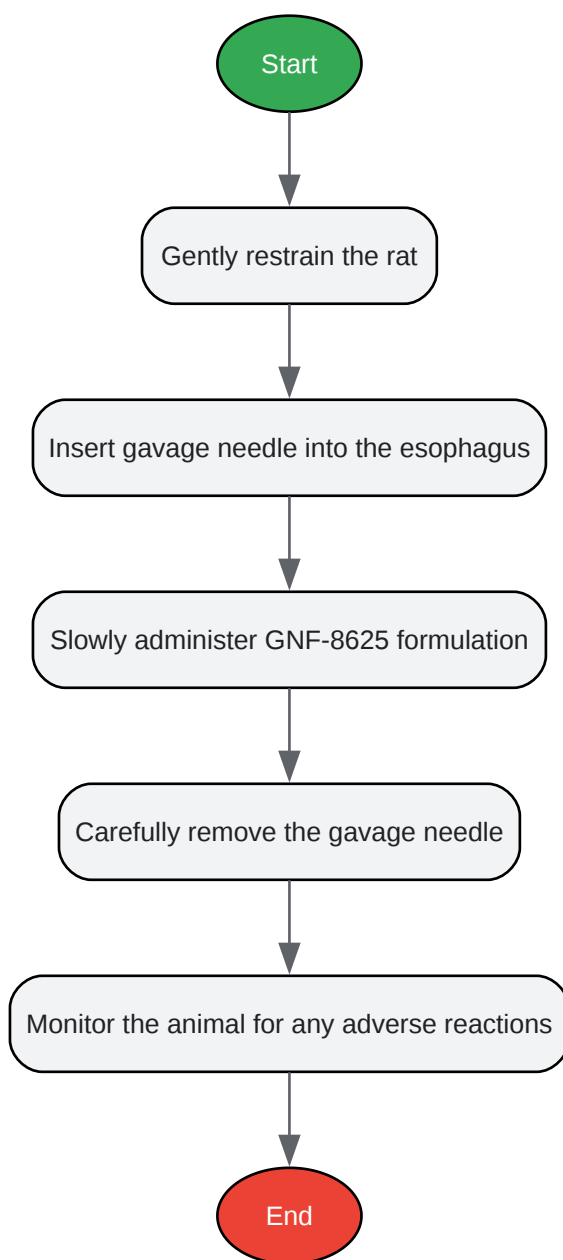 Start
Gently restrain the rat
Insert gavage needle into the esophagus
Slowly administer GNF-8625 formulation
Carefully remove the gavage needle
Monitor the animal for any adverse reactions
End